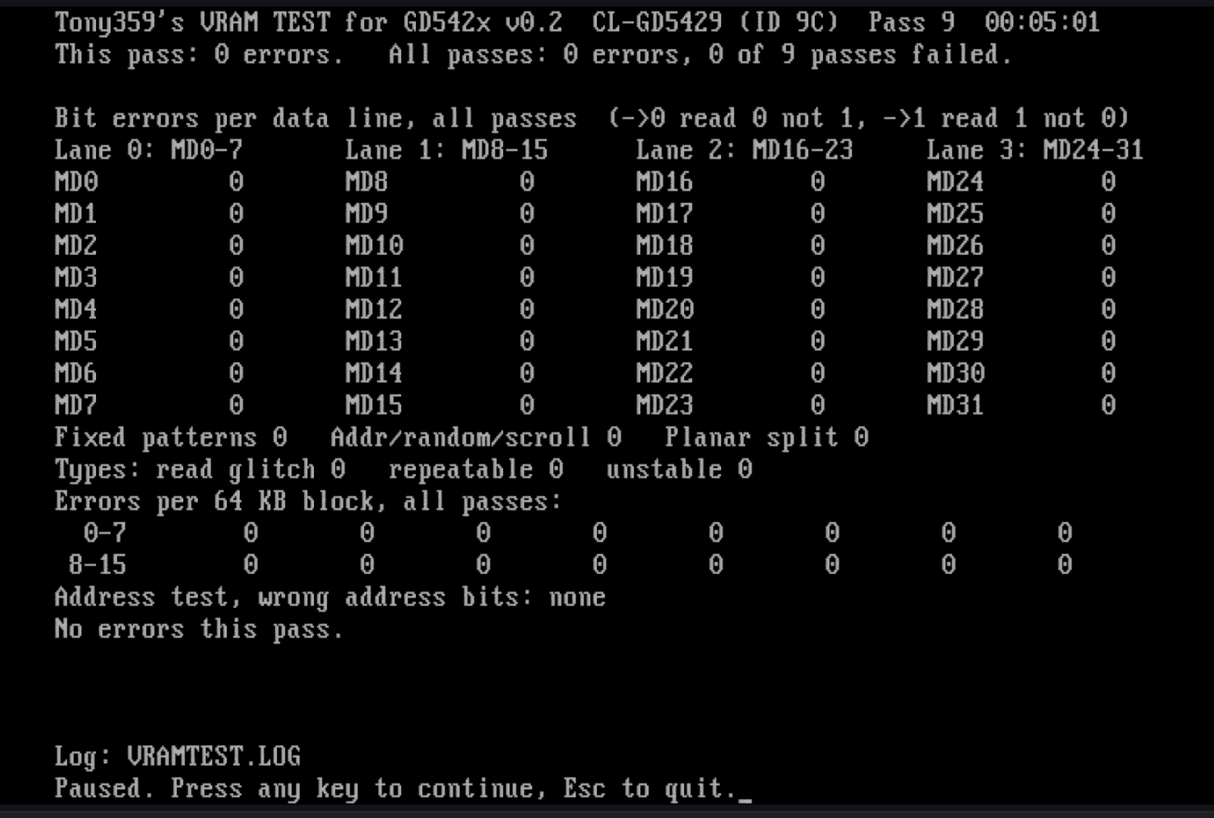 Tony359's VRAM TEST for GD542x v0.2  CL-GD5429 (ID 9C)  Pass 9  00:05:01
This pass: 0 errors.   All passes: 0 errors, 0 of 9 passes failed.
Bit errors per data line, all passes  (->0 read 0 not 1, ->1 read 1 not 0)
Lane 0: MD0-7       Lane 1: MD8-15      Lane 2: MD16-23     Lane 3: MD24-31
MD0       0       MD8         0       MD16        0       MD24        0
MD1       0       MD9         0       MD17        0       MD25        0
MD2       0       MD10        0       MD18        0       MD26        0
MD3       0       MD11        0       MD19        0       MD27        0
MD4       0       MD12        0       MD20        0       MD28        0
MD5       0       MD13        0       MD21        0       MD29        0
MD6       0       MD14        0       MD22        0       MD30        0
MD7       0       MD15        0       MD23        0       MD31        0
Fixed patterns 0   Addr/random/scroll 0   Planar split 0
Types: read glitch 0   repeatable 0   unstable 0
Errors per 64 KB block, all passes:
0-7        0       0       0       0       0       0       0       0
8-15       0       0       0       0       0       0       0       0
Address test, wrong address bits: none
No errors this pass.
Log: VRAMTEST.LOG
Paused. Press any key to continue, Esc to quit._